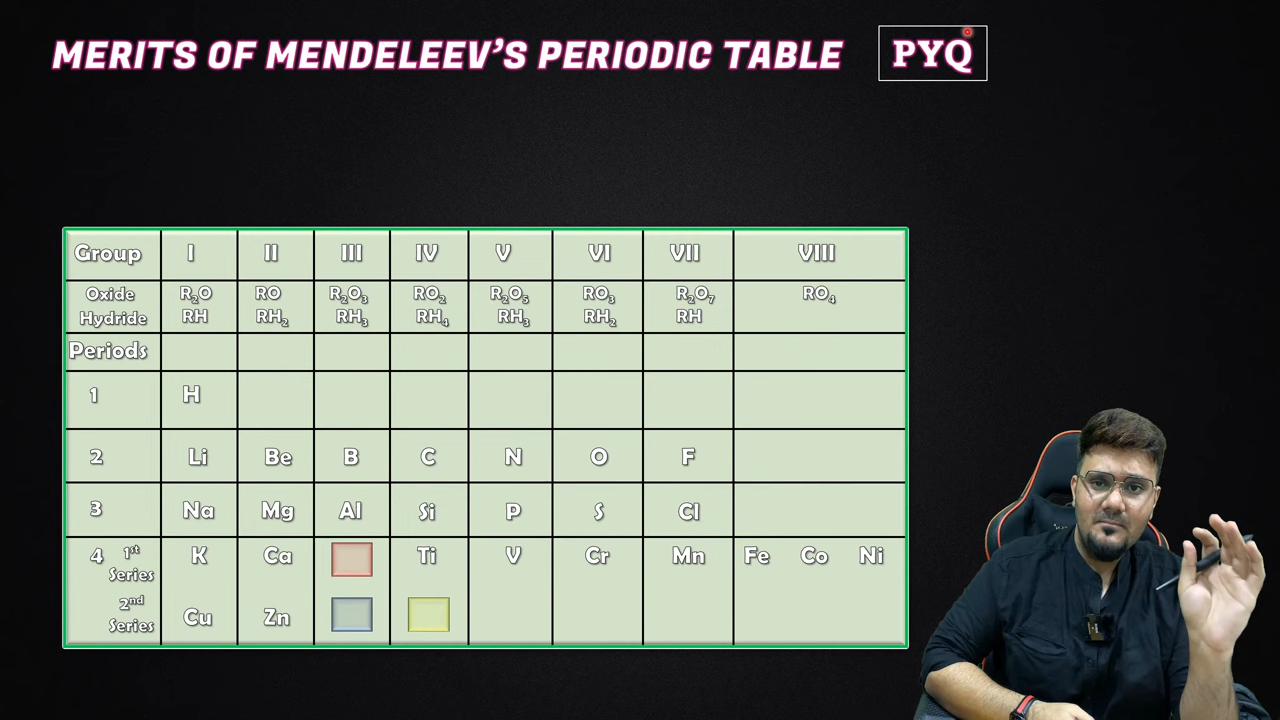 MERITS OF MENDELEEV'S PERIODIC TABLE PYQ
Group I II III IV V VI VII VIII
Oxide R₂O RO R₂O₃ RO₂ R₂O₅ RO₃ R₂O₇ RO₄
Hydride RH RH₂ RH₃ RH₄ RH₃ RH₂ RH
Periods
1 H
2 Li Be B C N O F
3 Na Mg Al Si P S Cl
4 1st K Ca Ti V Cr Mn Fe Co Ni
Series
2nd Cu Zn
Series